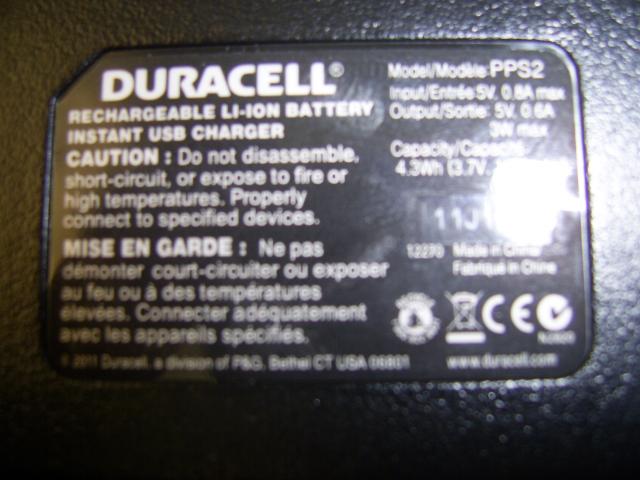 DURACELL®
RECHARGEABLE LI-ION BATTERY
INSTANT USB CHARGER
CAUTION : Do not disassemble,
short-circuit, or expose to fire or
high temperatures. Properly
connect to specified devices.
MISE EN GARDE : Ne pas
démonter court-circuiter ou exposer
au feu ou à des températures
élevées. Connecter adéquatement
avec les appareils spécifiés.
© 2011 Duracell, a division of P&G, Bethel CT USA 06801
Model/Modèle PPS2
Input/Entrée 5V, 0.8A max
Output/Sortie: 5V, 0.6A
3W max
Capacity/Capacité
4.3Wh (3.7V,
12270 Made in China
Fabriqué in Chine
www.duracell.com